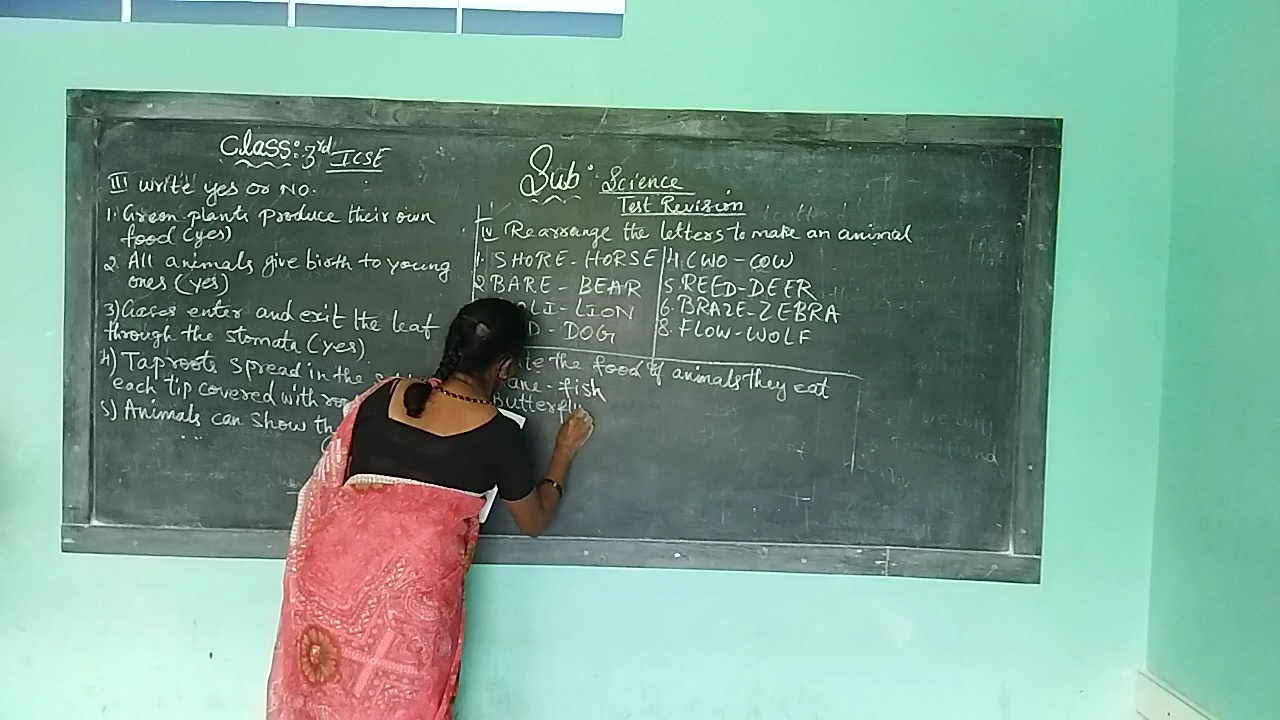 Class: 3rd ICSE
Sub: Science
Test Revision
III Write yes or No.
1. Green plants produce their own
food (yes)
2. All animals give birth to young
ones (yes)
3) Gases enter and exit the leaf
through the stomata (yes)
4) Taproots spread in the
each tip covered with
5) Animals can show
IV Rearrange the letters to make an animal
1. SHORE - HORSE
2 BARE - BEAR
LI - LION
- DOG
4. CWO - COW
5. REED - DEER
6. BRAZE - ZEBRA
8. FLOW - WOLF
the food of animals they eat
- fish
Butterfl